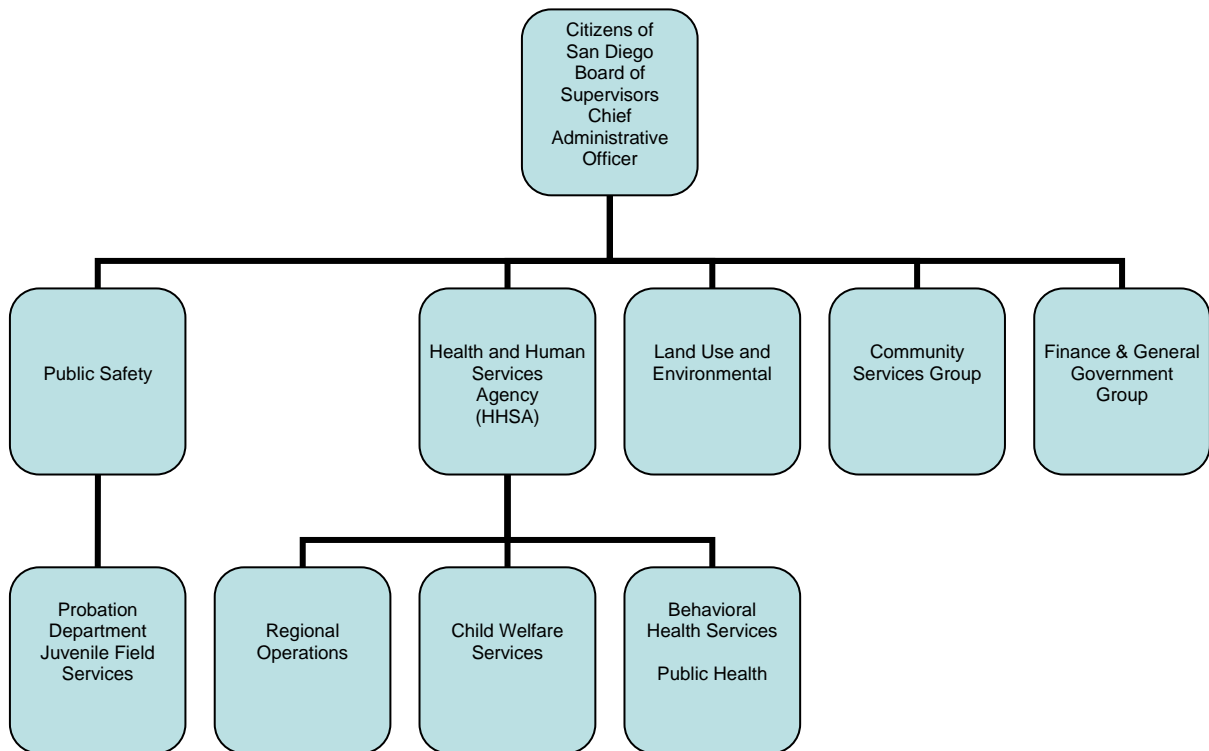 Citizens of
San Diego
Board of
Supervisors
Chief
Administrative
Officer
Public Safety
Health and Human
Services
Agency
(HHSA)
Land Use and
Environmental
Community
Services Group
Finance & General
Government
Group
Probation
Department
Juvenile Field
Services
Regional
Operations
Child Welfare
Services
Behavioral
Health Services
Public Health